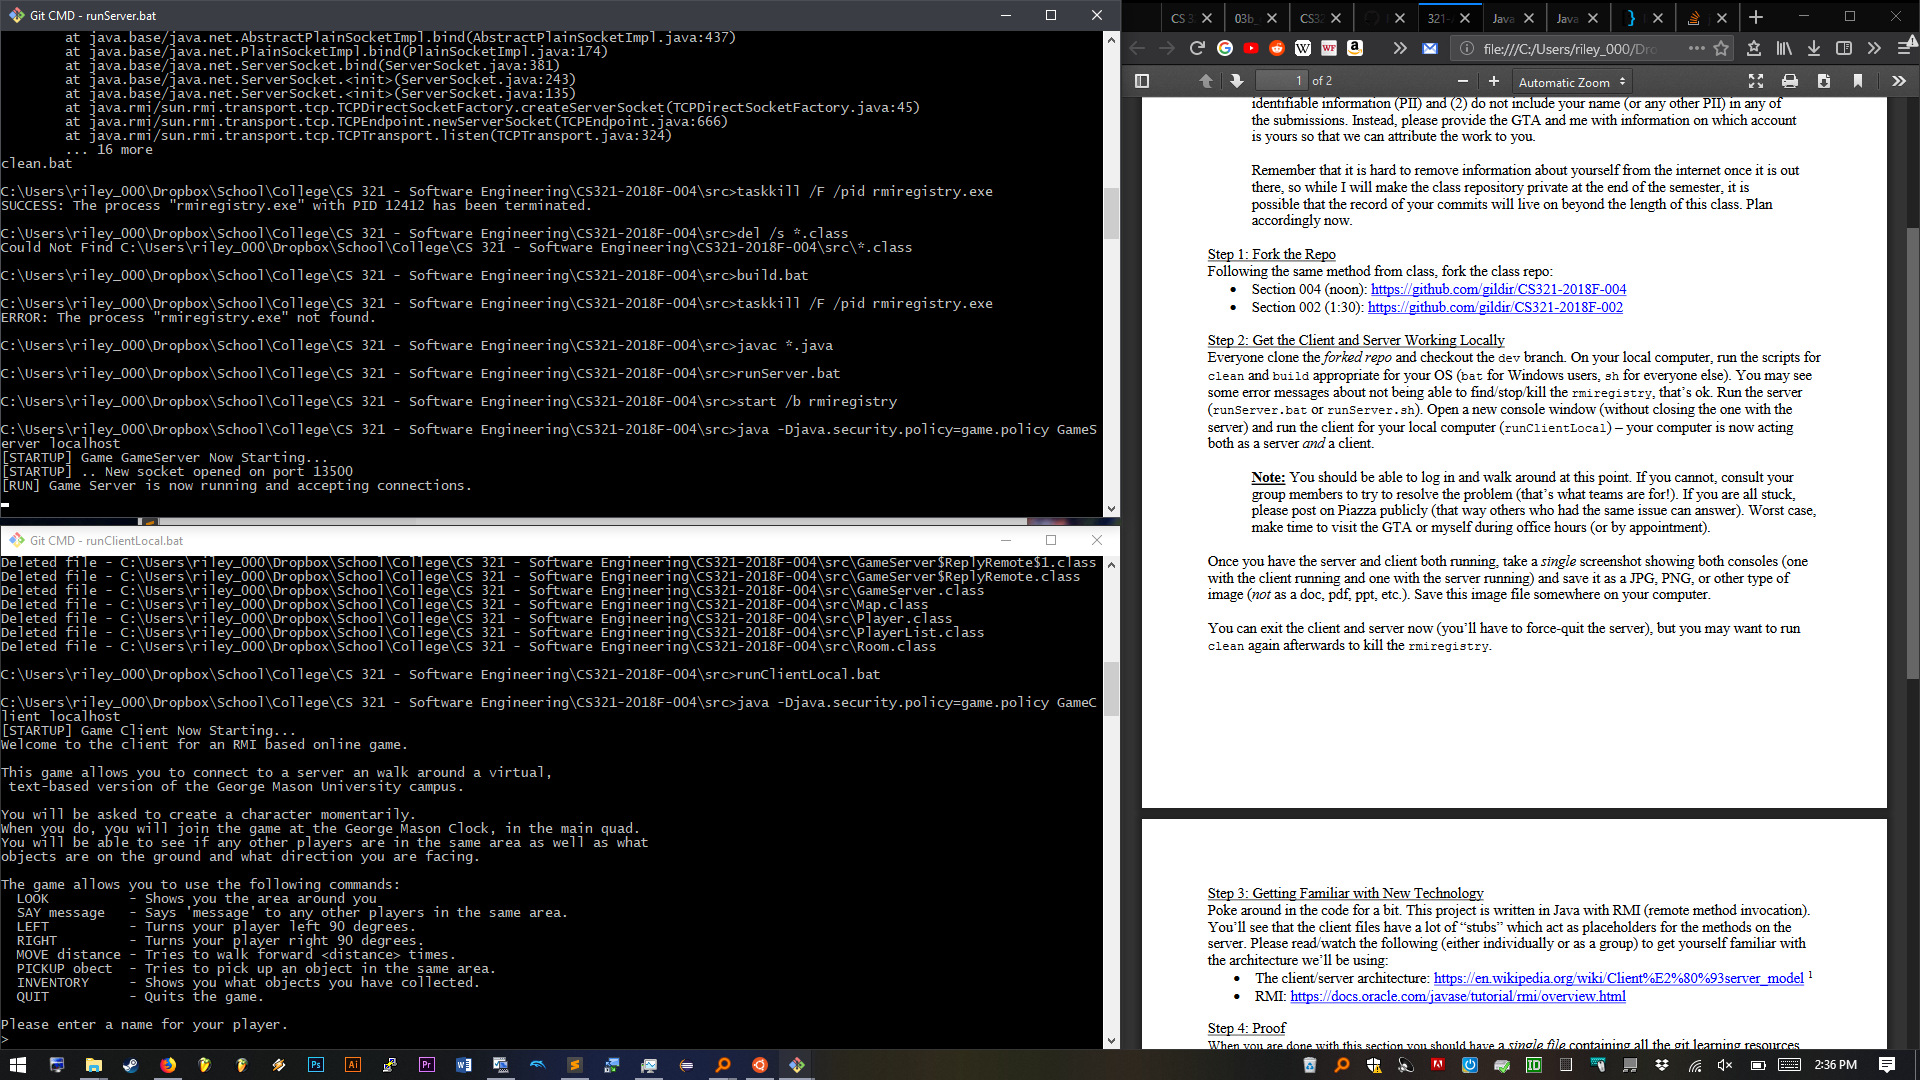 Git CMD - runServer.bat
at java.base/java.net.AbstractPlainSocketImpl.bind(AbstractPlainSocketImpl.java:437)
at java.base/java.net.PlainSocketImpl.bind(PlainSocketImpl.java:174)
at java.base/java.net.ServerSocket.bind(ServerSocket.java:381)
at java.base/java.net.ServerSocket.<init>(ServerSocket.java:243)
at java.base/java.net.ServerSocket.<init>(ServerSocket.java:135)
at java.rmi/sun.rmi.transport.tcp.TCPDirectSocketFactory.createServerSocket(TCPDirectSocketFactory.java:45)
at java.rmi/sun.rmi.transport.tcp.TCPEndpoint.newServerSocket(TCPEndpoint.java:666)
at java.rmi/sun.rmi.transport.tcp.TCPTransport.listen(TCPTransport.java:324)
... 16 more
clean.bat
C:\Users\riley_000\Dropbox\School\College\CS 321 - Software Engineering\CS321-2018F-004\src>taskkill /F /pid rmiregistry.exe
SUCCESS: The process "rmiregistry.exe" with PID 12412 has been terminated.
C:\Users\riley_000\Dropbox\School\College\CS 321 - Software Engineering\CS321-2018F-004\src>del /s *.class
Could Not Find C:\Users\riley_000\Dropbox\School\College\CS 321 - Software Engineering\CS321-2018F-004\src\*.class
C:\Users\riley_000\Dropbox\School\College\CS 321 - Software Engineering\CS321-2018F-004\src>build.bat
C:\Users\riley_000\Dropbox\School\College\CS 321 - Software Engineering\CS321-2018F-004\src>taskkill /F /pid rmiregistry.exe
ERROR: The process "rmiregistry.exe" not found.
C:\Users\riley_000\Dropbox\School\College\CS 321 - Software Engineering\CS321-2018F-004\src>javac *.java
C:\Users\riley_000\Dropbox\School\College\CS 321 - Software Engineering\CS321-2018F-004\src>runServer.bat
C:\Users\riley_000\Dropbox\School\College\CS 321 - Software Engineering\CS321-2018F-004\src>start /b rmiregistry
C:\Users\riley_000\Dropbox\School\College\CS 321 - Software Engineering\CS321-2018F-004\src>java -Djava.security.policy=game.policy GameS
erver localhost
[STARTUP] Game GameServer Now Starting...
[STARTUP] .. New socket opened on port 13500
[RUN] Game Server is now running and accepting connections.
Git CMD - runClientLocal.bat
Deleted file - C:\Users\riley_000\Dropbox\School\College\CS 321 - Software Engineering\CS321-2018F-004\src\GameServer$ReplyRemote$1.class
Deleted file - C:\Users\riley_000\Dropbox\School\College\CS 321 - Software Engineering\CS321-2018F-004\src\GameServer$ReplyRemote.class
Deleted file - C:\Users\riley_000\Dropbox\School\College\CS 321 - Software Engineering\CS321-2018F-004\src\GameServer.class
Deleted file - C:\Users\riley_000\Dropbox\School\College\CS 321 - Software Engineering\CS321-2018F-004\src\Map.class
Deleted file - C:\Users\riley_000\Dropbox\School\College\CS 321 - Software Engineering\CS321-2018F-004\src\Player.class
Deleted file - C:\Users\riley_000\Dropbox\School\College\CS 321 - Software Engineering\CS321-2018F-004\src\PlayerList.class
Deleted file - C:\Users\riley_000\Dropbox\School\College\CS 321 - Software Engineering\CS321-2018F-004\src\Room.class
C:\Users\riley_000\Dropbox\School\College\CS 321 - Software Engineering\CS321-2018F-004\src>runClientLocal.bat
C:\Users\riley_000\Dropbox\School\College\CS 321 - Software Engineering\CS321-2018F-004\src>java -Djava.security.policy=game.policy GameC
lient localhost
[STARTUP] Game Client Now Starting...
Welcome to the client for an RMI based online game.
This game allows you to connect to a server an walk around a virtual,
text-based version of the George Mason University campus.
You will be asked to create a character momentarily.
When you do, you will join the game at the George Mason Clock, in the main quad.
You will be able to see if any other players are in the same area as well as what
objects are on the ground and what direction you are facing.
The game allows you to use the following commands:
LOOK - Shows you the area around you
SAY message - Says 'message' to any other players in the same area.
LEFT - Turns your player left 90 degrees.
RIGHT - Turns your player right 90 degrees.
MOVE distance - Tries to walk forward <distance> times.
PICKUP obect - Tries to pick up an object in the same area.
INVENTORY - Shows you what objects you have collected.
QUIT - Quits the game.
Please enter a name for your player.
>
CS 3 03b_ CS32 321- Java Java
file:///C:/Users/riley_000/Dro
1 of 2 Automatic Zoom
identifiable information (PII) and (2) do not include your name (or any other PII) in any of
the submissions. Instead, please provide the GTA and me with information on which account
is yours so that we can attribute the work to you.
Remember that it is hard to remove information about yourself from the internet once it is out
there, so while I will make the class repository private at the end of the semester, it is
possible that the record of your commits will live on beyond the length of this class. Plan
accordingly now.
Step 1: Fork the Repo
Following the same method from class, fork the class repo:
• Section 004 (noon): https://github.com/gildir/CS321-2018F-004
• Section 002 (1:30): https://github.com/gildir/CS321-2018F-002
Step 2: Get the Client and Server Working Locally
Everyone clone the forked repo and checkout the dev branch. On your local computer, run the scripts for
clean and build appropriate for your OS (bat for Windows users, sh for everyone else). You may see
some error messages about not being able to find/stop/kill the rmiregistry, that's ok. Run the server
(runServer.bat or runServer.sh). Open a new console window (without closing the one with the
server) and run the client for your local computer (runClientLocal) – your computer is now acting
both as a server and a client.
Note: You should be able to log in and walk around at this point. If you cannot, consult your
group members to try to resolve the problem (that's what teams are for!). If you are all stuck,
please post on Piazza publicly (that way others who had the same issue can answer). Worst case,
make time to visit the GTA or myself during office hours (or by appointment).
Once you have the server and client both running, take a single screenshot showing both consoles (one
with the client running and one with the server running) and save it as a JPG, PNG, or other type of
image (not as a doc, pdf, ppt, etc.). Save this image file somewhere on your computer.
You can exit the client and server now (you'll have to force-quit the server), but you may want to run
clean again afterwards to kill the rmiregistry.
Step 3: Getting Familiar with New Technology
Poke around in the code for a bit. This project is written in Java with RMI (remote method invocation).
You'll see that the client files have a lot of "stubs" which act as placeholders for the methods on the
server. Please read/watch the following (either individually or as a group) to get yourself familiar with
the architecture we'll be using:
• The client/server architecture: https://en.wikipedia.org/wiki/Client%E2%80%93server_model 1
• RMI: https://docs.oracle.com/javase/tutorial/rmi/overview.html
Step 4: Proof
When you are done with this section you should have a single file containing all the git learning resources
2:36 PM